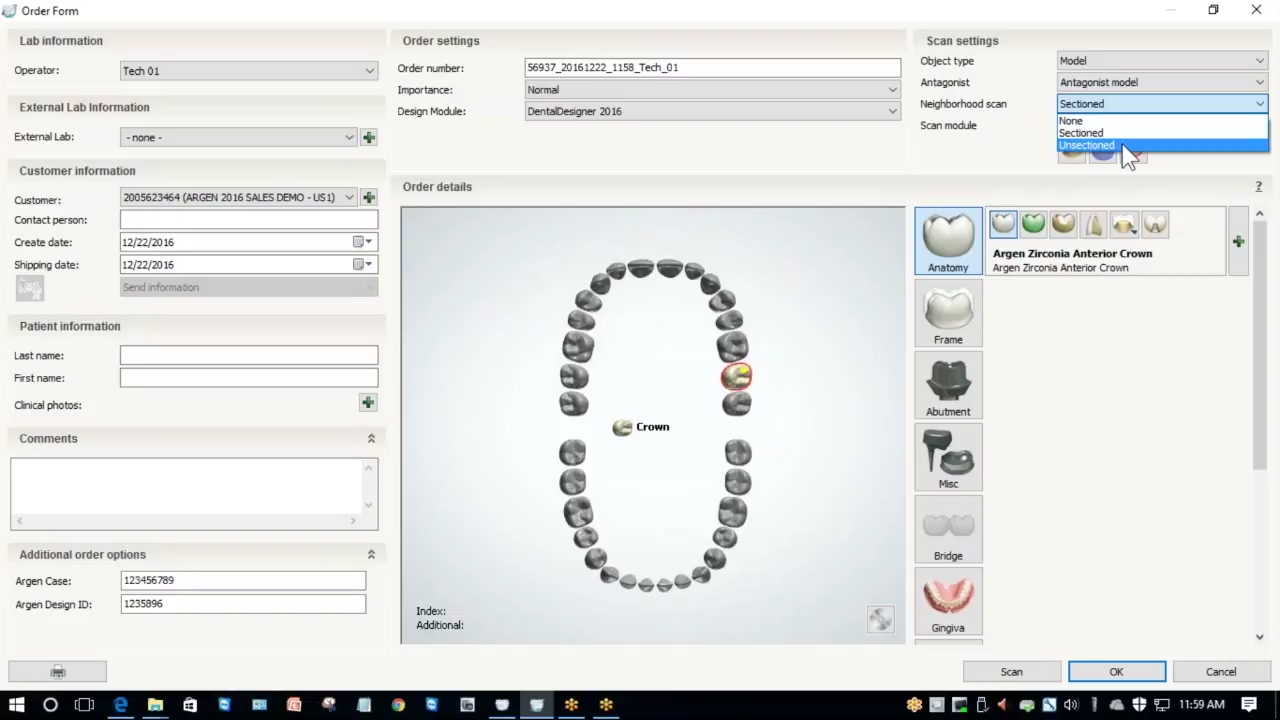 Order Form
Lab information
Operator:
Tech 01
External Lab Information
External Lab:
- none -
Customer information
Customer:
2005623464 (ARGEN 2016 SALES DEMO - US1)
Contact person:
Create date:
12/22/2016
Shipping date:
12/22/2016
Send information
Patient information
Last name:
First name:
Clinical photos:
Comments
Additional order options
Argen Case:
123456789
Argen Design ID:
1235896
Order settings
Order number:
56937_20161222_1158_Tech_01
Importance:
Normal
Design Module:
DentalDesigner 2016
Scan settings
Object type
Model
Antagonist
Antagonist model
Neighborhood scan
Sectioned
None
Sectioned
Unsectioned
Scan module
Order details
?
Crown
Index:
Additional:
Anatomy
Frame
Abutment
Misc
Bridge
Gingiva
Argen Zirconia Anterior Crown
Argen Zirconia Anterior Crown
Scan
OK
Cancel
11:59 AM